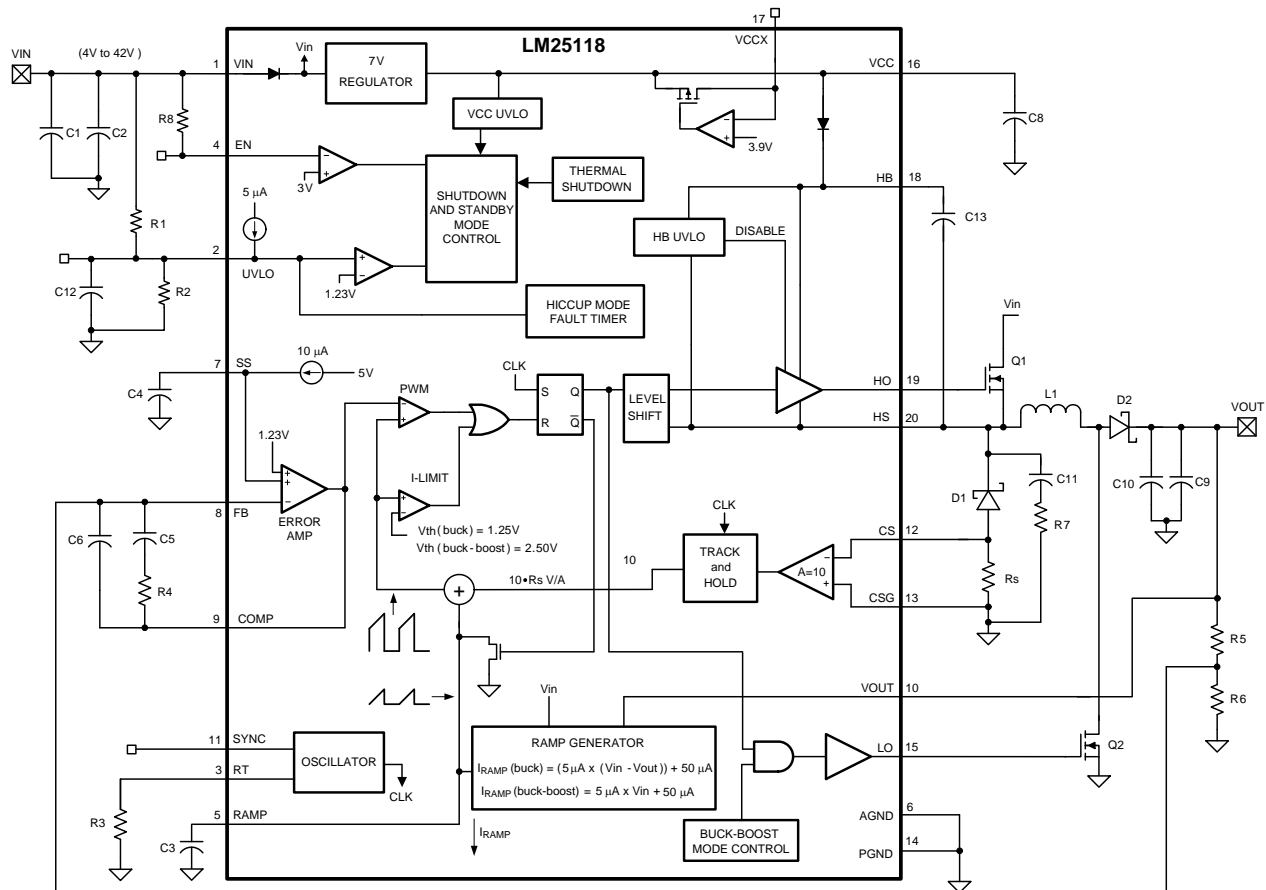 17
VCCX
LM25118
VIN
(4V to 42V )
1
VIN
Vin
7V
REGULATOR
VCC
16
C1
C2
R8
VCC UVLO
3.9V
C8
4
EN
3V
THERMAL
SHUTDOWN
SHUTDOWN
AND STANDBY
MODE
CONTROL
HB
18
5 µA
R1
HB UVLO
DISABLE
C13
2
UVLO
1.23V
C12
R2
HICCUP MODE
FAULT TIMER
Vin
7
SS
10 µA
5V
C4
CLK
PWM
S
Q
R
Q
LEVEL
SHIFT
HO
19
Q1
HS
20
L1
D2
VOUT
1.23V
I-LIMIT
C11
C10
C9
D1
8
FB
ERROR
AMP
Vth (buck) = 1.25V
Vth (buck-boost) = 2.50V
CLK
CS
12
R7
C6
C5
10
TRACK
and
HOLD
A=10
Rs
R4
10•Rs V/A
CSG
13
9
COMP
R5
Vin
VOUT
10
R6
11
SYNC
OSCILLATOR
3
RT
CLK
RAMP GENERATOR
IRAMP (buck) = (5 µA x (Vin - Vout)) + 50 µA
IRAMP (buck-boost) = 5 µA x Vin + 50 µA
LO
15
Q2
R3
5
RAMP
C3
IRAMP
BUCK-BOOST
MODE CONTROL
6
AGND
14
PGND